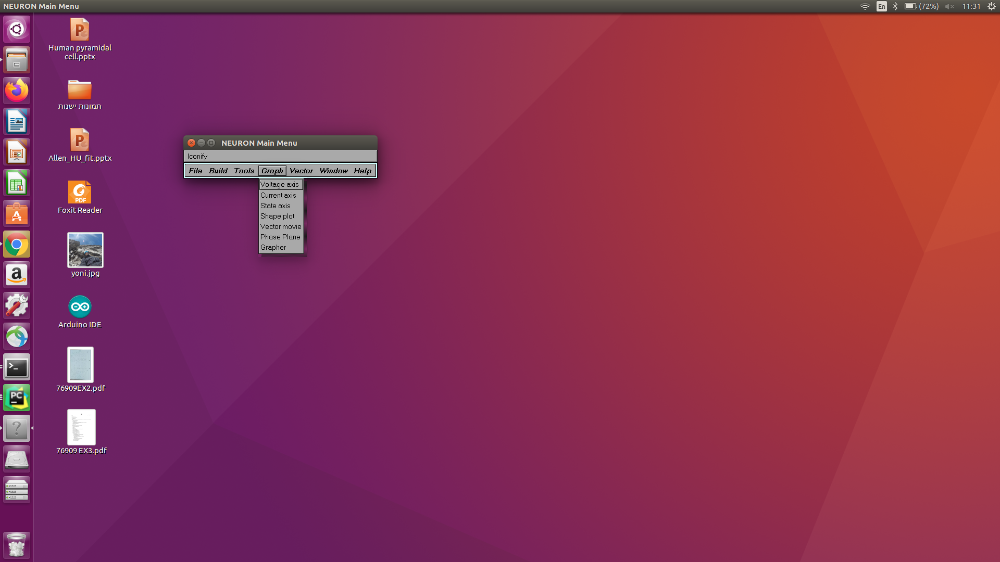 NEURON Main Menu
En
(72%)
11:31
Human pyramidal
cell.pptx
תמונות ישנות
Allen_HU_fit.pptx
PDF
Foxit Reader
yoni.jpg
Arduino IDE
76909EX2.pdf
76909 EX3.pdf
NEURON Main Menu
Iconify
File Build Tools Graph Vector Window Help
Voltage axis
Current axis
State axis
Shape plot
Vector movie
Phase Plane
Grapher
PC